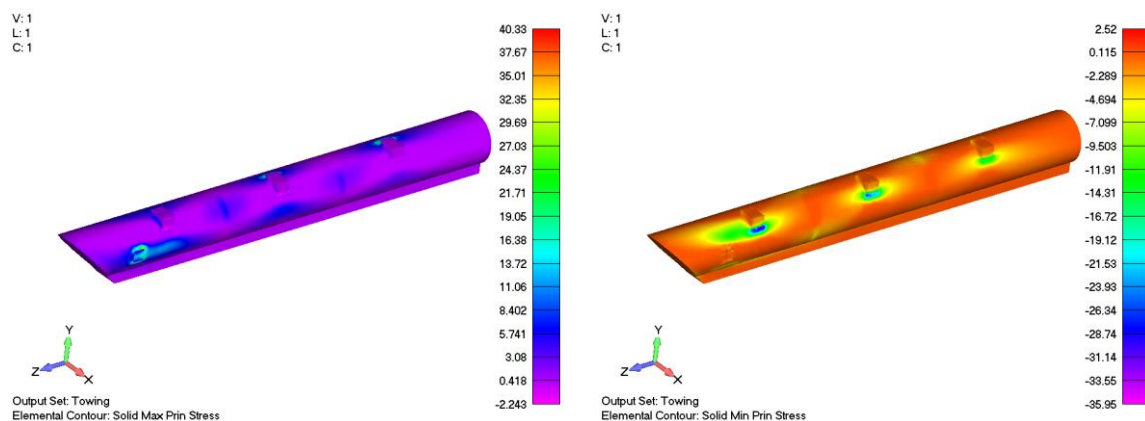 V: 1
L: 1
C: 1
40.33
37.67
35.01
32.35
29.69
27.03
24.37
21.71
19.05
16.38
13.72
11.06
8.402
5.741
3.08
0.418
-2.243
Y
Z
X
Output Set: Towing
Elemental Contour: Solid Max Prin Stress
V: 1
L: 1
C: 1
2.52
0.115
-2.289
-4.694
-7.099
-9.503
-11.91
-14.31
-16.72
-19.12
-21.53
-23.93
-26.34
-28.74
-31.14
-33.55
-35.95
Y
Z
X
Output Set: Towing
Elemental Contour: Solid Min Prin Stress